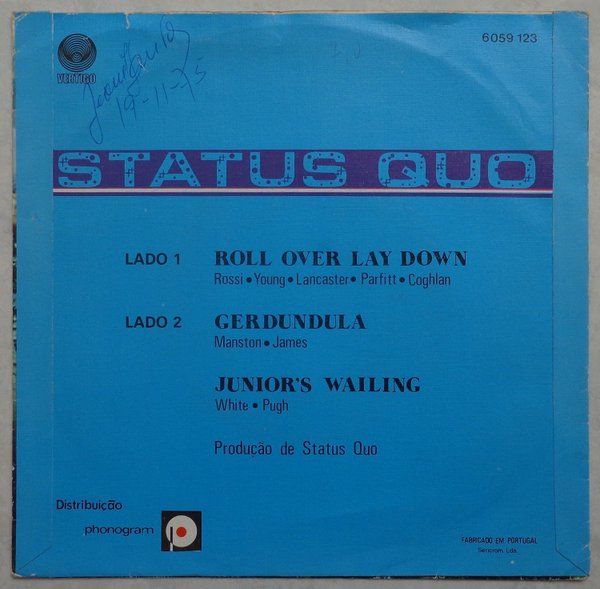 VERTIGO
6059 123
19-11-75
STATUS QUO
LADO 1 ROLL OVER LAY DOWN
Rossi • Young • Lancaster • Parfitt • Coghlan
LADO 2 GERDUNDULA
Manston • James
JUNIOR'S WAILING
White • Pugh
Produção de Status Quo
Distribuição
phonogram
FABRICADO EM PORTUGAL